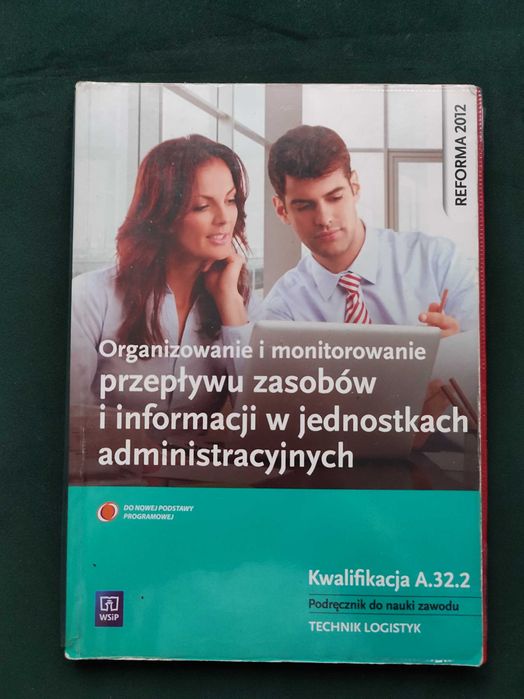 REFORMA 2012
Organizowanie i monitorowanie
przepływu zasobów
i informacji w jednostkach
administracyjnych
DO NOWEJ PODSTAWY
PROGRAMOWEJ
Kwalifikacja A.32.2
Podręcznik do nauki zawodu
TECHNIK LOGISTYK
WSiP